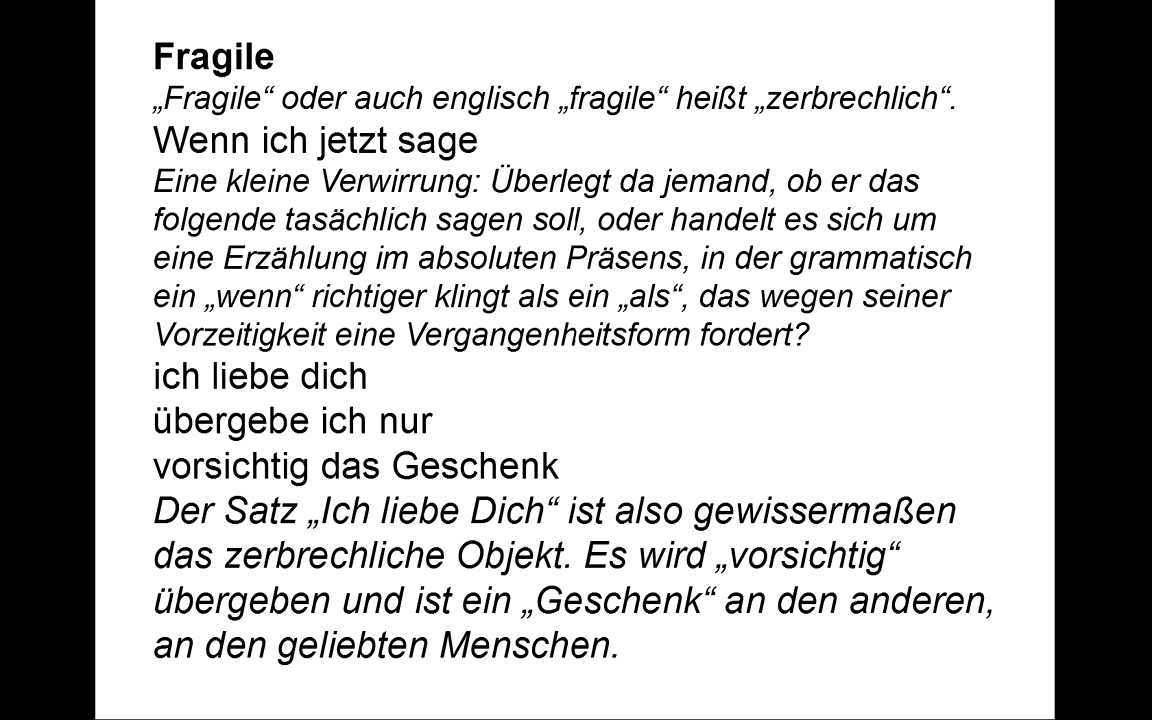 Fragile
„Fragile“ oder auch englisch „fragile“ heißt „zerbrechlich“.
Wenn ich jetzt sage
Eine kleine Verwirrung: Überlegt da jemand, ob er das
folgende tasächlich sagen soll, oder handelt es sich um
eine Erzählung im absoluten Präsens, in der grammatisch
ein „wenn“ richtiger klingt als ein „als“, das wegen seiner
Vorzeitigkeit eine Vergangenheitsform fordert?
ich liebe dich
übergebe ich nur
vorsichtig das Geschenk
Der Satz „Ich liebe Dich“ ist also gewissermaßen
das zerbrechliche Objekt. Es wird „vorsichtig“
übergeben und ist ein „Geschenk“ an den anderen,
an den geliebten Menschen.